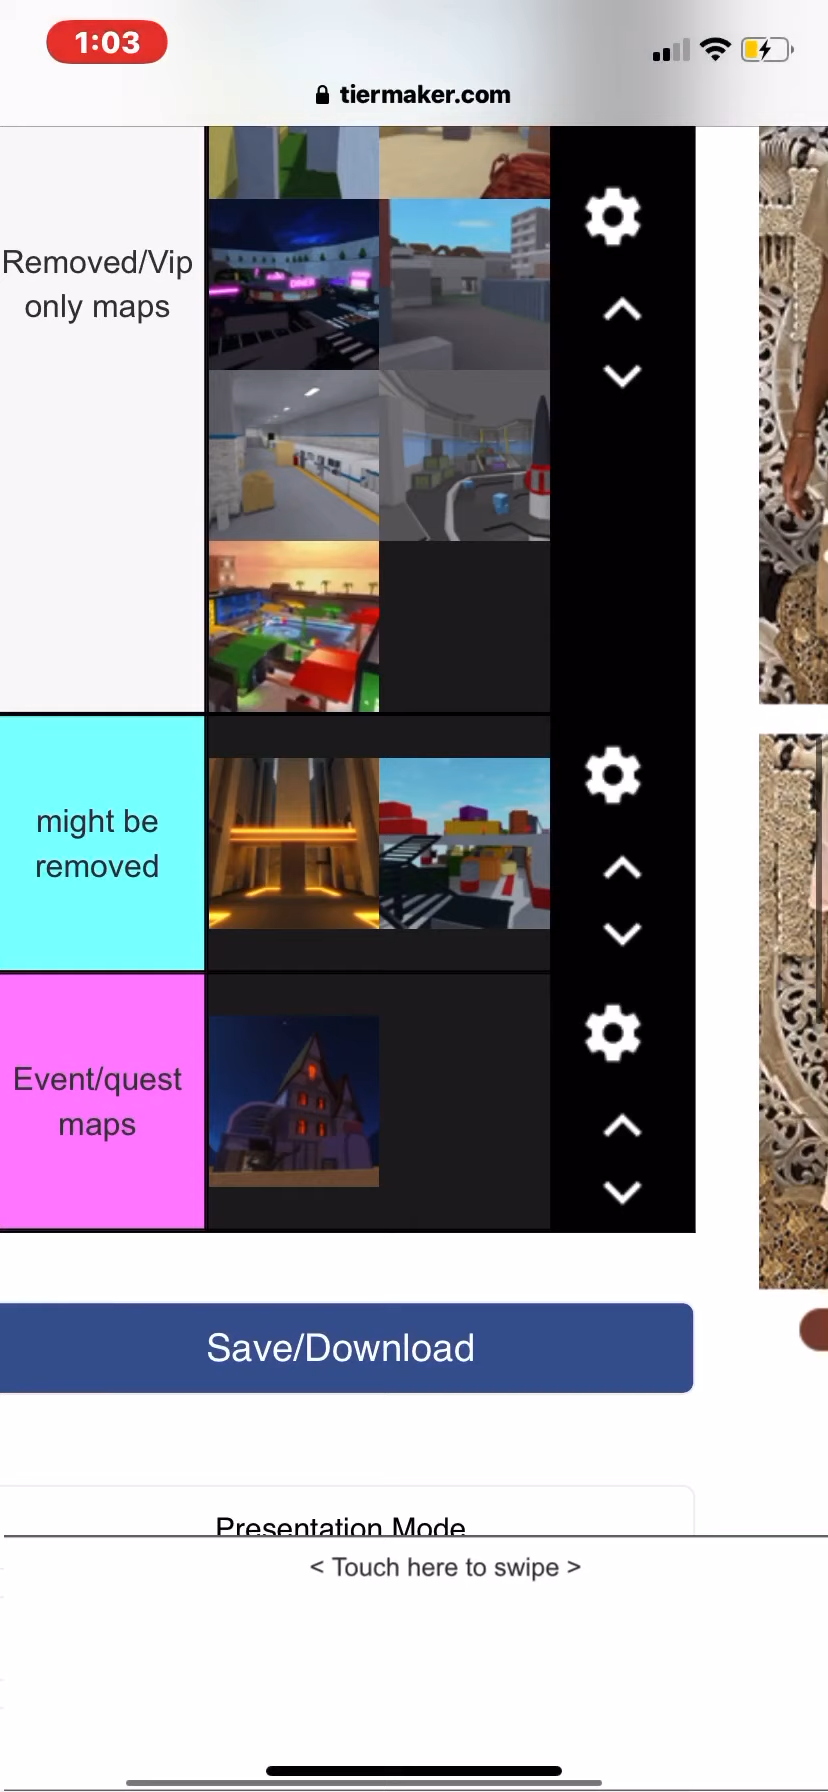 1:03
tiermaker.com
Removed/Vip
only maps
DINER
might be
removed
Event/quest
maps
Save/Download
Presentation Mode
< Touch here to swipe >